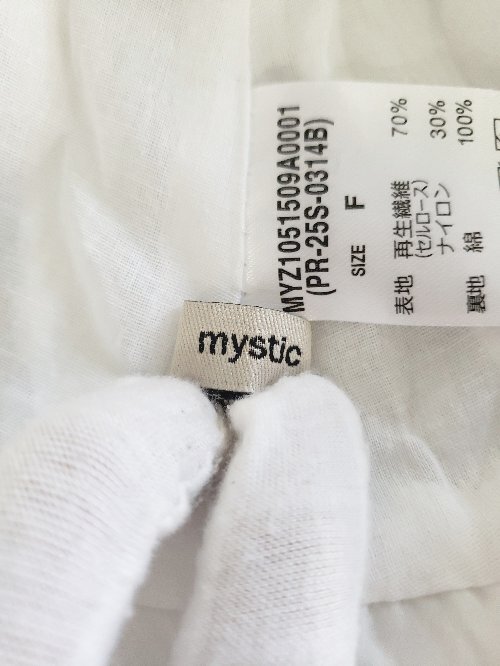 MYZ1051509A0001
(PR-25S-0314B)
SIZE F
表地 再生繊維 70%
(セルロース)
ナイロン 30%
裏地 綿 100%
mystic